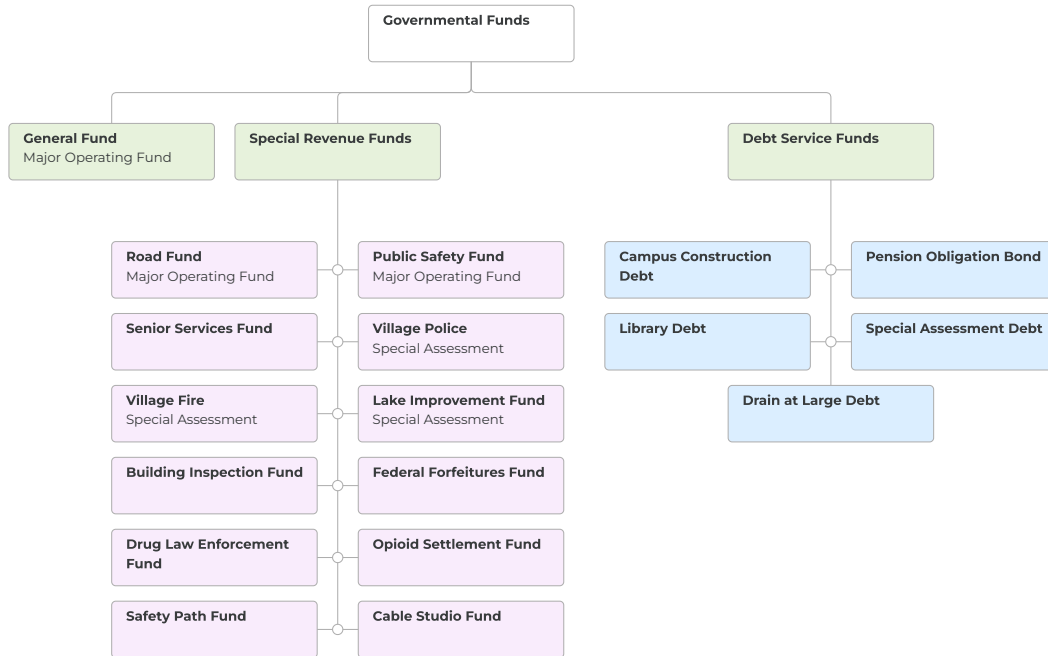 Governmental Funds
General Fund
Major Operating Fund
Special Revenue Funds
Debt Service Funds
Road Fund
Major Operating Fund
Public Safety Fund
Major Operating Fund
Campus Construction
Debt
Pension Obligation Bond
Senior Services Fund
Village Police
Special Assessment
Library Debt
Special Assessment Debt
Village Fire
Special Assessment
Lake Improvement Fund
Special Assessment
Drain at Large Debt
Building Inspection Fund
Federal Forfeitures Fund
Drug Law Enforcement
Fund
Opioid Settlement Fund
Safety Path Fund
Cable Studio Fund